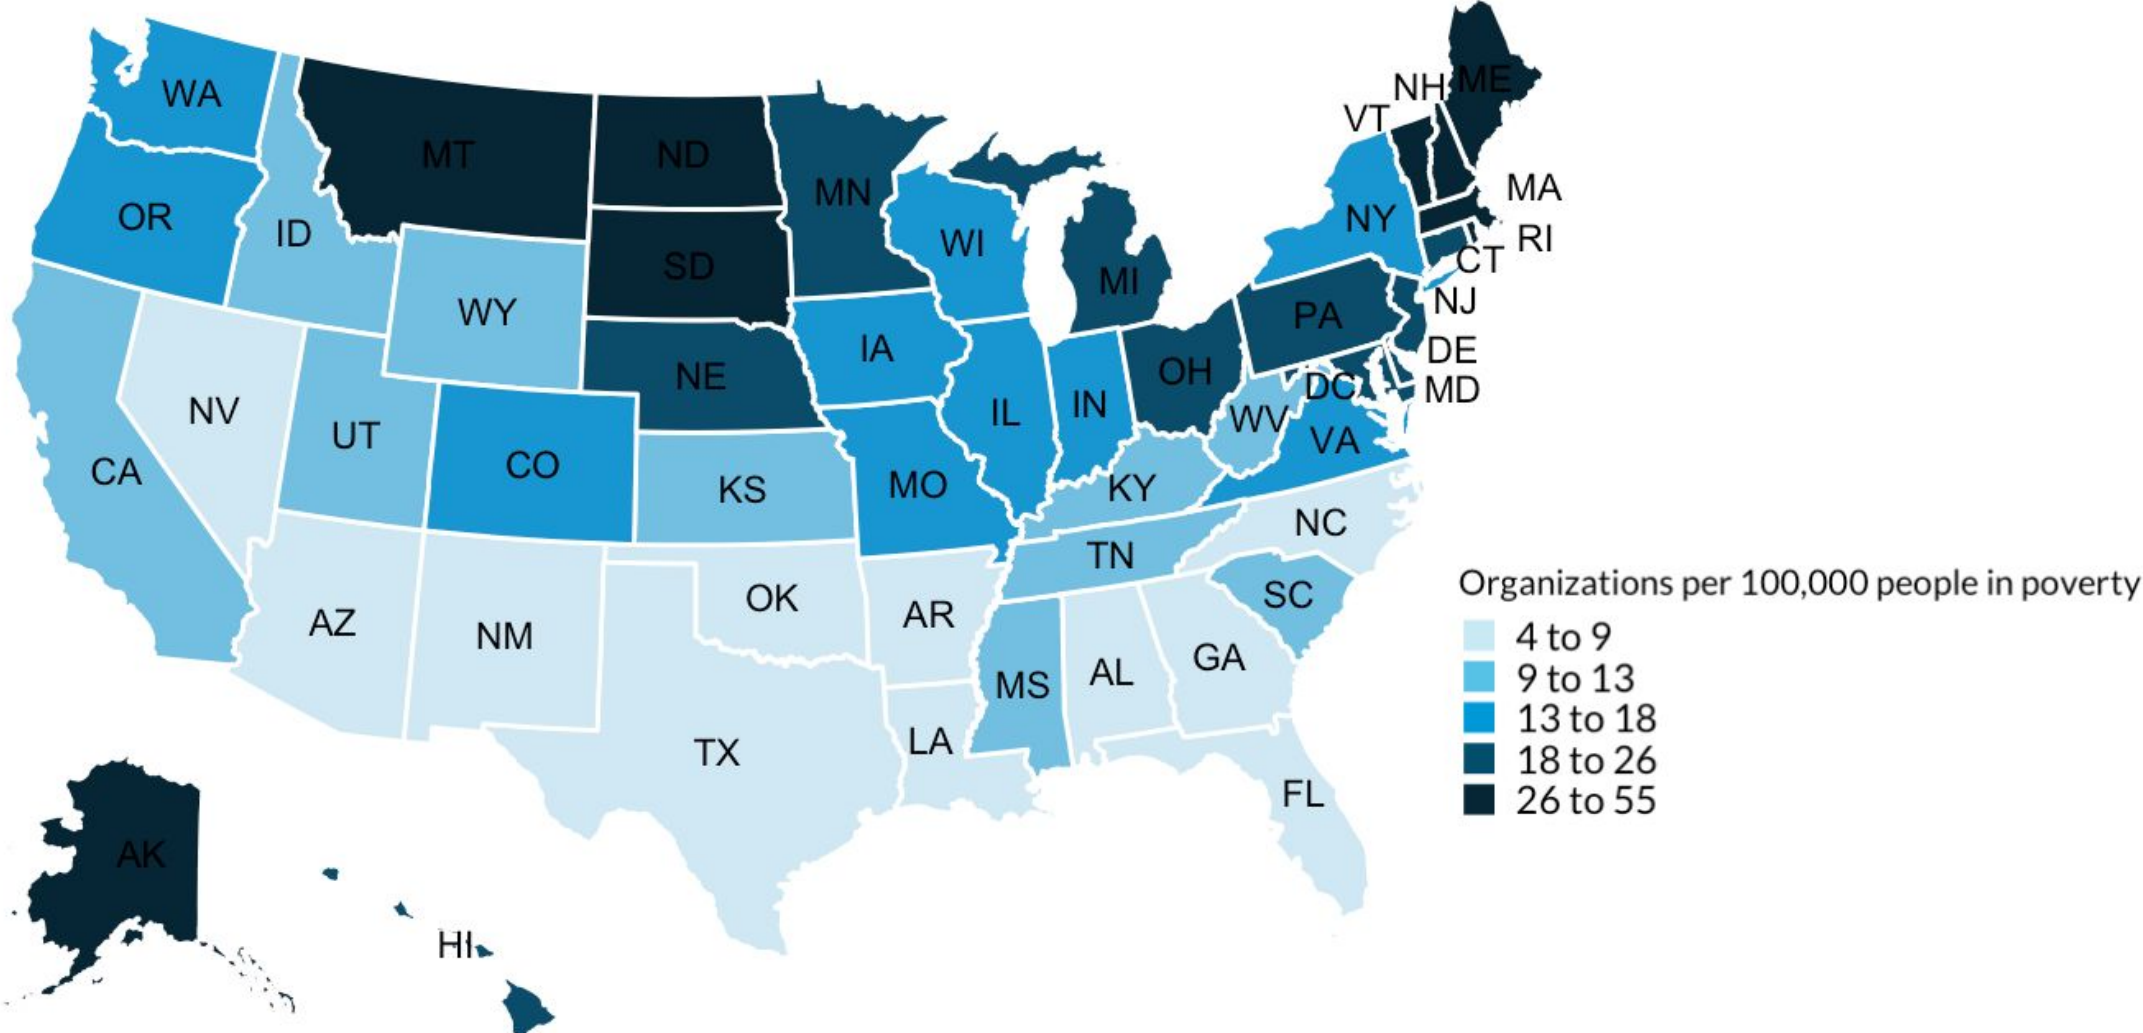 ME
NH
WA
VT
MT
ND
MN
MA
OR
ID
NY
RI
WI
SD
CT
MI
WY
NJ
PA
IA
DE
NE
OH
DC
MD
NV
IN
IL
WV
UT
VA
CO
CA
KS
MO
KY
NC
TN
SC
OK
AR
AZ
NM
GA
AL
MS
LA
TX
FL
AK
HI
Organizations per 100,000 people in poverty
4 to 9
9 to 13
13 to 18
18 to 26
26 to 55